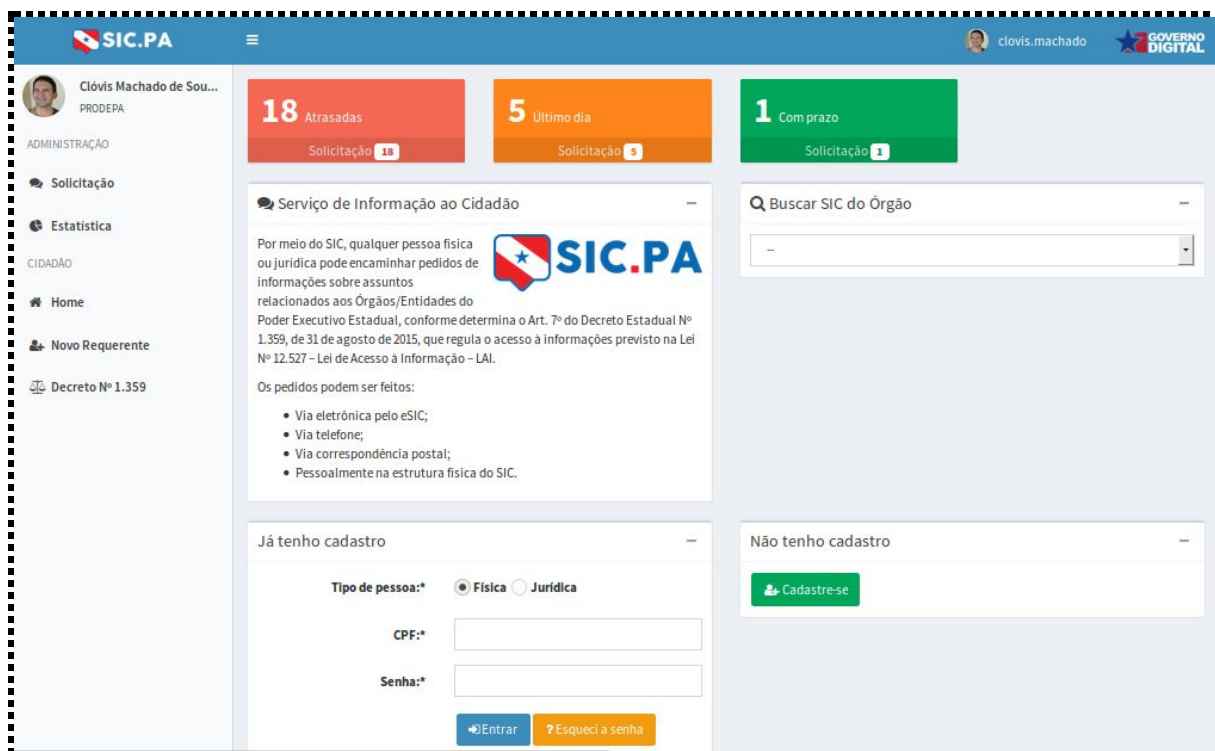 SIC.PA
clovis.machado
GOVERNO
DIGITAL
Clóvis Machado de Sou...
PRODEPA
ADMINISTRAÇÃO
Solicitação
Estatística
CIDADÃO
Home
Novo Requerente
Decreto Nº 1.359
18 Atrasadas
Solicitação 18
5 Último dia
Solicitação 5
1 Com prazo
Solicitação 1
Serviço de Informação ao Cidadão
Por meio do SIC, qualquer pessoa física
ou jurídica pode encaminhar pedidos de
informações sobre assuntos
relacionados aos Órgãos/Entidades do
Poder Executivo Estadual, conforme determina o Art. 7º do Decreto Estadual Nº
1.359, de 31 de agosto de 2015, que regula o acesso à informações previsto na Lei
Nº 12.527 – Lei de Acesso à Informação – LAI.
SIC.PA
Os pedidos podem ser feitos:
• Via eletrônica pelo eSIC;
• Via telefone;
• Via correspondência postal;
• Pessoalmente na estrutura física do SIC.
Buscar SIC do Órgão
--
Já tenho cadastro
Tipo de pessoa:* Física Jurídica
CPF:*
Senha:*
Entrar
? Esqueci a senha
Não tenho cadastro
Cadastre-se